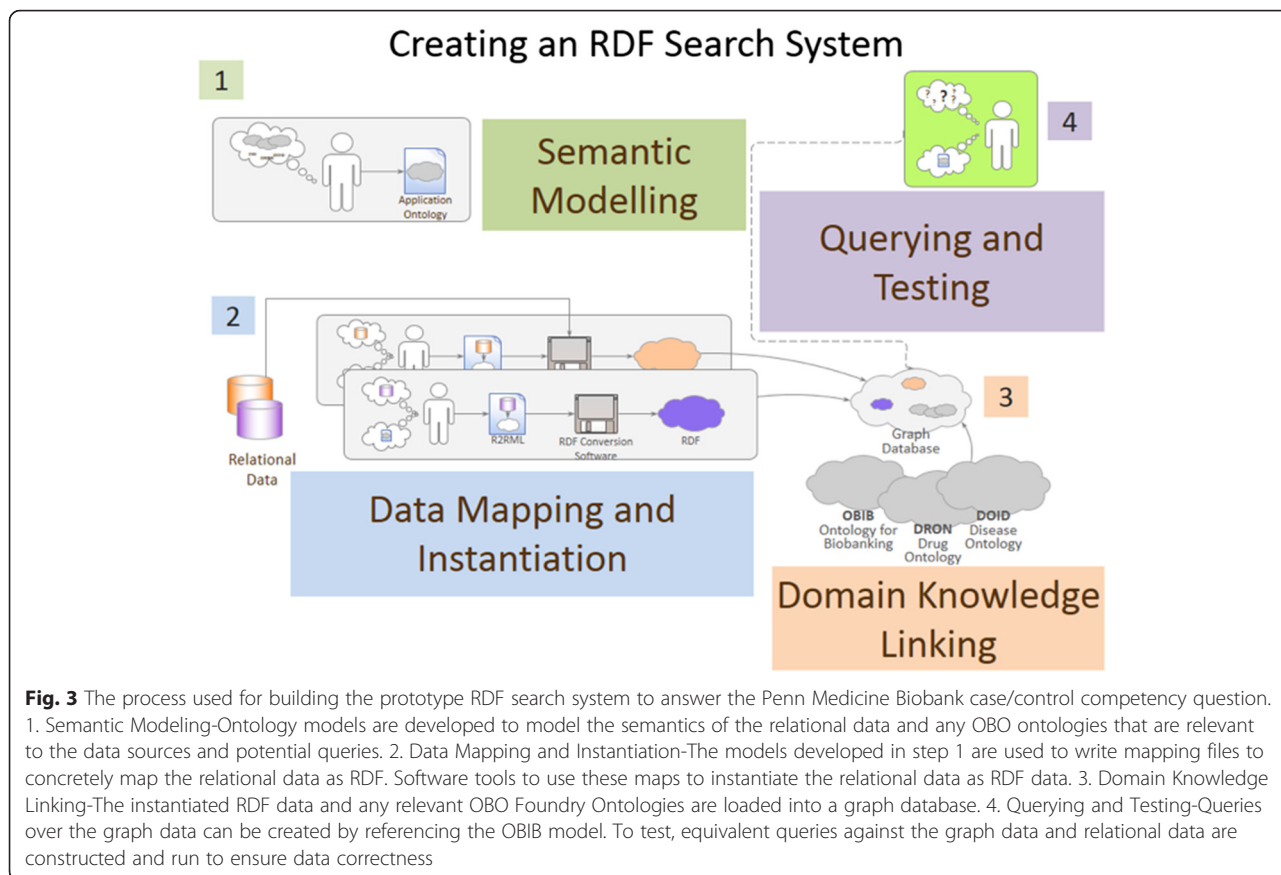 Creating an RDF Search System
1
Application
Ontology
Semantic
Modelling
? ? ?
4
Querying and
Testing
2
Relational
Data
R2RML
RDF Conversion
Software
RDF
Data Mapping and
Instantiation
3
Graph
Database
OBIB
Ontology for
Biobanking
DRON
Drug
Ontology
DOID
Disease
Ontology
Domain Knowledge
Linking
Fig. 3 The process used for building the prototype RDF search system to answer the Penn Medicine Biobank case/control competency question.
1. Semantic Modeling-Ontology models are developed to model the semantics of the relational data and any OBO ontologies that are relevant
to the data sources and potential queries. 2. Data Mapping and Instantiation-The models developed in step 1 are used to write mapping files to
concretely map the relational data as RDF. Software tools to use these maps to instantiate the relational data as RDF data. 3. Domain Knowledge
Linking-The instantiated RDF data and any relevant OBO Foundry Ontologies are loaded into a graph database. 4. Querying and Testing-Queries
over the graph data can be created by referencing the OBIB model. To test, equivalent queries against the graph data and relational data are
constructed and run to ensure data correctness